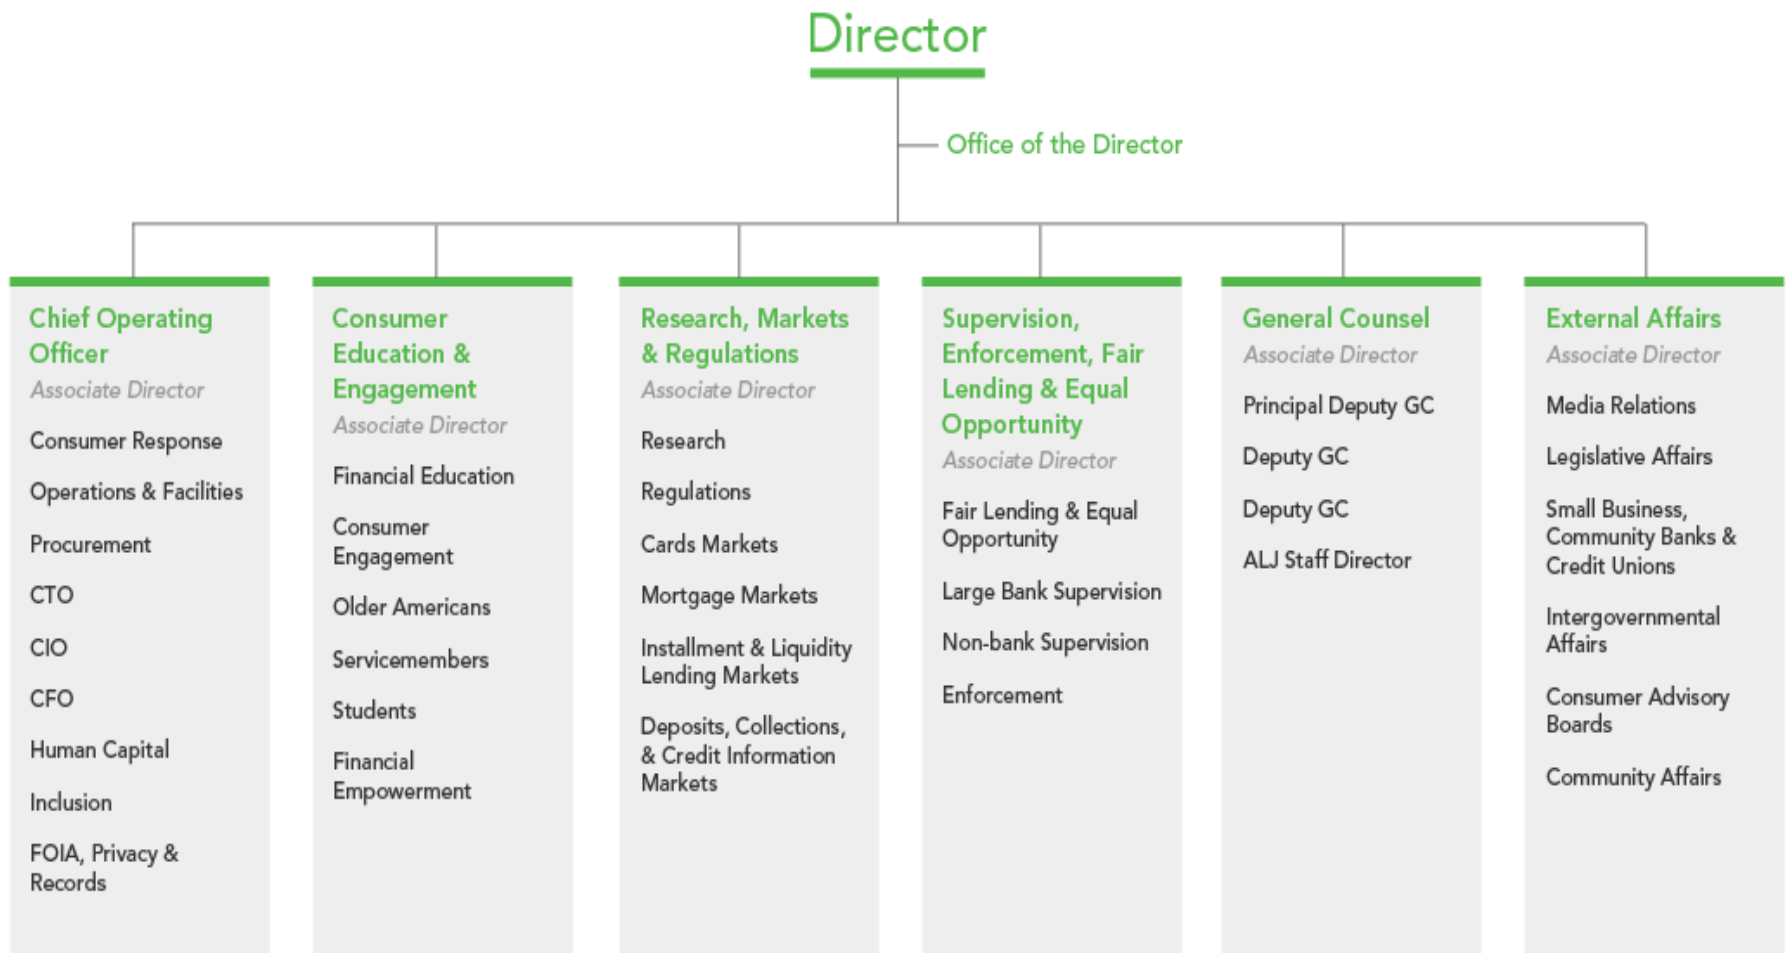 Director
Office of the Director
Chief Operating
Officer
Associate Director
Consumer Response
Operations & Facilities
Procurement
CTO
CIO
CFO
Human Capital
Inclusion
FOIA, Privacy &
Records
Consumer
Education &
Engagement
Associate Director
Financial Education
Consumer
Engagement
Older Americans
Servicemembers
Students
Financial
Empowerment
Research, Markets
& Regulations
Associate Director
Research
Regulations
Cards Markets
Mortgage Markets
Installment & Liquidity
Lending Markets
Deposits, Collections,
& Credit Information
Markets
Supervision,
Enforcement, Fair
Lending & Equal
Opportunity
Associate Director
Fair Lending & Equal
Opportunity
Large Bank Supervision
Non-bank Supervision
Enforcement
General Counsel
Associate Director
Principal Deputy GC
Deputy GC
Deputy GC
ALJ Staff Director
External Affairs
Associate Director
Media Relations
Legislative Affairs
Small Business,
Community Banks &
Credit Unions
Intergovernmental
Affairs
Consumer Advisory
Boards
Community Affairs